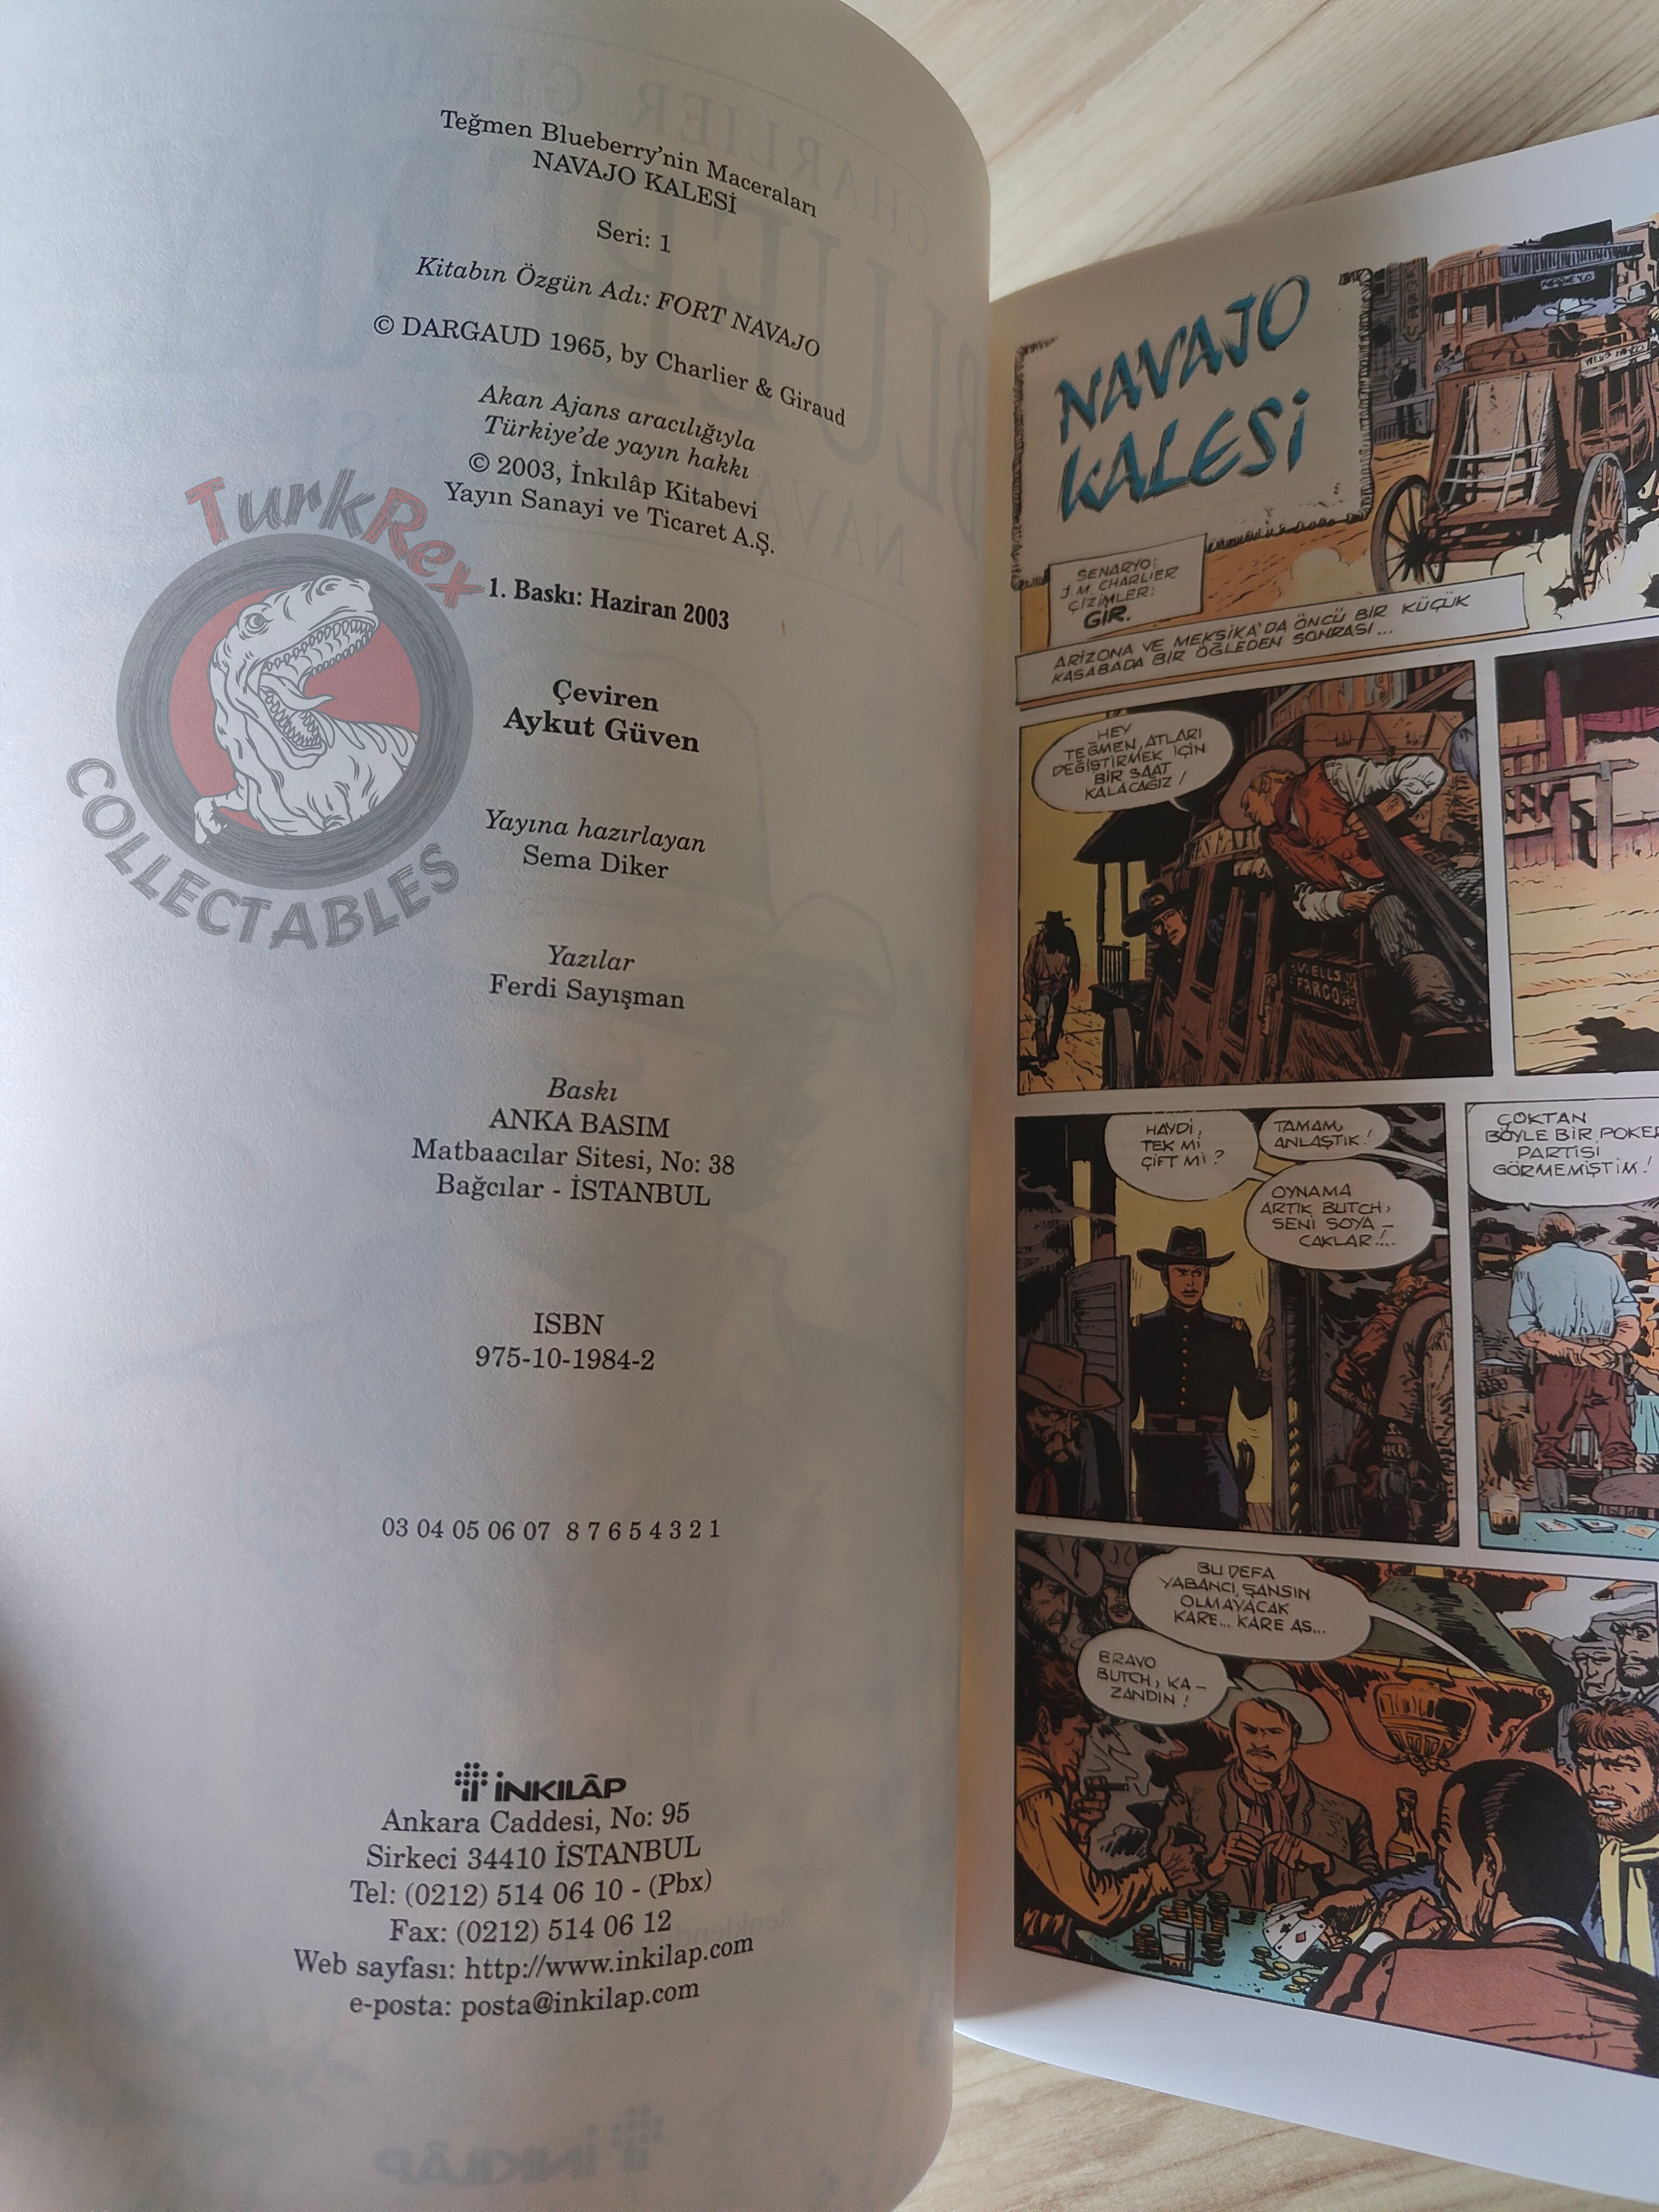 Teğmen Blueberry'nin Maceraları
NAVAJO KALESİ
Seri: 1
Kitabın Özgün Adı: FORT NAVAJO
© DARGAUD 1965, by Charlier & Giraud
Akan Ajans aracılığıyla
Türkiye'de yayın hakkı
© 2003, İnkılâp Kitabevi
Yayın Sanayi ve Ticaret A.Ş.
1. Baskı: Haziran 2003
Çeviren
Aykut Güven
Yayına hazırlayan
Sema Diker
Yazılar
Ferdi Sayışman
Baskı
ANKA BASIM
Matbaacılar Sitesi, No: 38
Bağcılar - İSTANBUL
ISBN
975-10-1984-2
03 04 05 06 07 8 7 6 5 4 3 2 1
İNKILÂP
Ankara Caddesi, No: 95
Sirkeci 34410 İSTANBUL
Tel: (0212) 514 06 10 - (Pbx)
Fax: (0212) 514 06 12
Web sayfası: http://www.inkilap.com
e-posta: posta@inkilap.com
TurkRex
COLLECTABLES
NAVAJO
KALESİ
SENARYO:
J.M. CHARLIER
ÇİZİMLER:
GIR.
ARİZONA VE MEKSİKA'DA ÖNCÜ BİR KÜÇÜK
KASABADA BİR ÖĞLEDEN SONRASI...
HEY
TEĞMEN, ATLARI
DEĞİŞTİRMEK İÇİN
BİR SAAT
KALACAĞIZ!
WELLS
FARGO
HAYDİ,
TEK Mİ
ÇİFT Mİ?
TAMAM,
ANLAŞTIK!
OYNAMA
ARTIK BUTCH,
SENİ SOYA-
CAKLAR!...
ÇOKTAN
BÖYLE BİR POKER
PARTİSİ
GÖRMEMİŞTİM!
BU DEFA
YABANCI, ŞANSIN
OLMAYACAK
KARE... KARE AS...
BRAVO
BUTCH, KA-
ZANDIN!